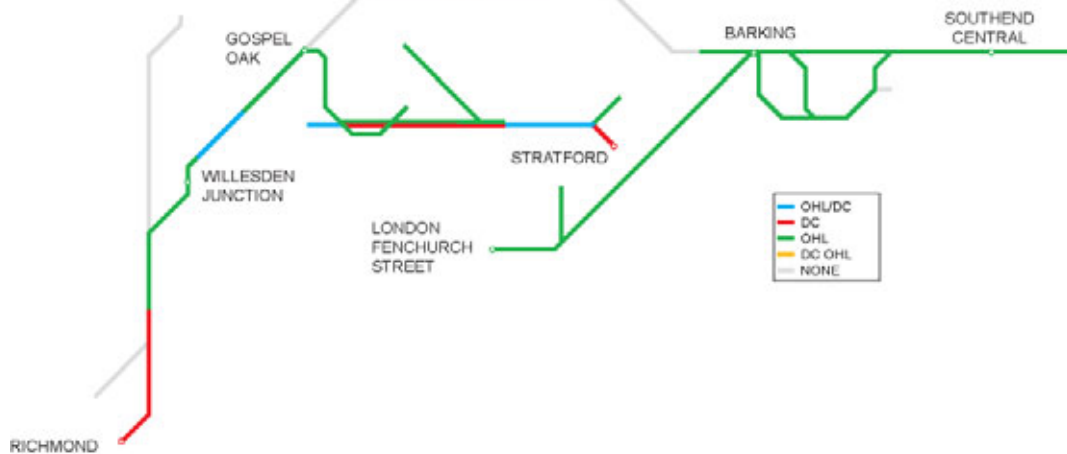 SOUTHEND
CENTRAL
BARKING
GOSPEL
OAK
STRATFORD
WILLESDEN
JUNCTION
LONDON
FENCHURCH
STREET
OHL/DC
DC
OHL
DC OHL
NONE
RICHMOND